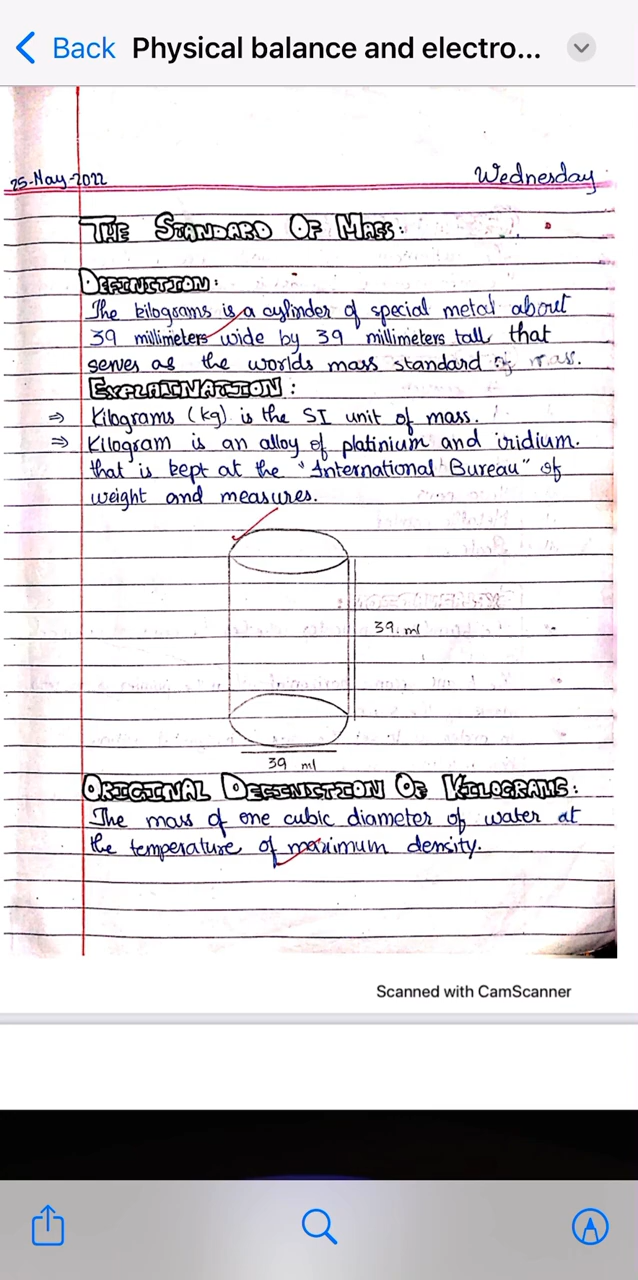 Back Physical balance and electro...
25-May-2022 Wednesday
THE STANDARD OF MASS:
DEFINITION:
The kilograms is a cylinder of special metal about
39 millimeters wide by 39 millimeters tall that
serves as the worlds mass standard of mas.
EXPLAINATION:
⇒ Kilograms (kg) is the SI unit of mass.
⇒ Kilogram is an alloy of platinium and iridium.
that is kept at the "International Bureau" of
weight and measures.
39. ml
39 ml
ORIGINAL DEFINITION OF KILOGRAMS:
The mass of one cubic diameter of water at
the temperature of maximum density.
Scanned with CamScanner